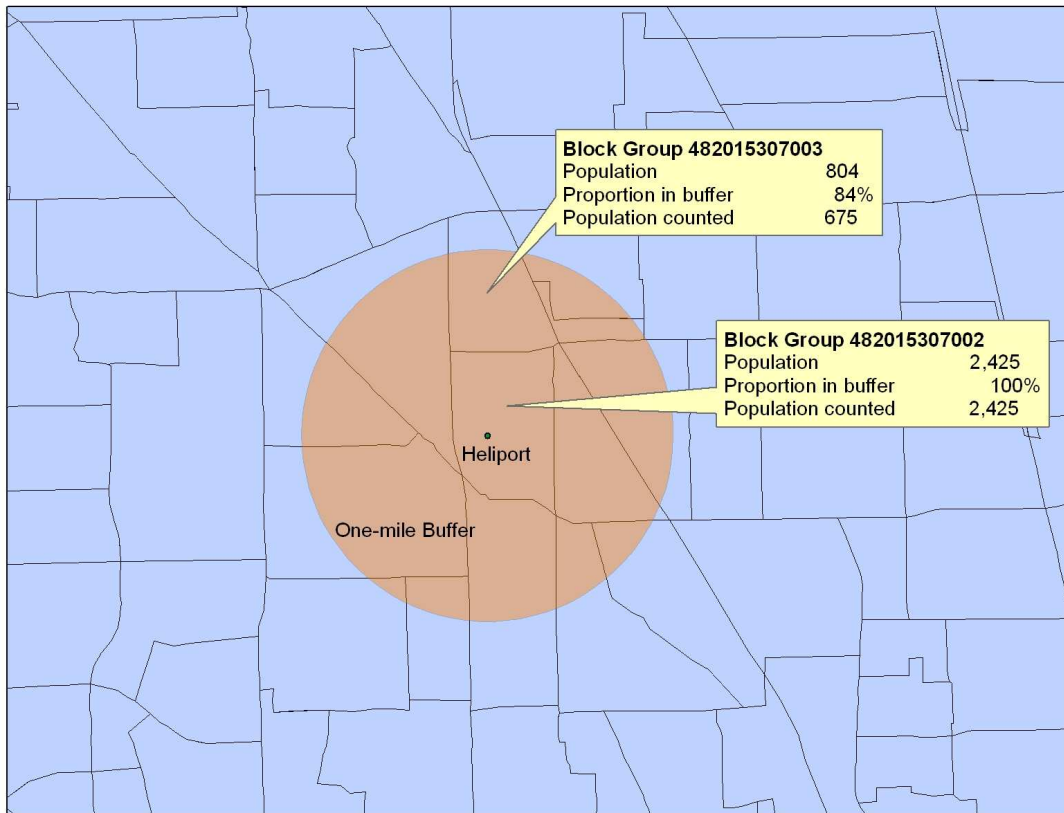 Block Group 482015307003
Population 804
Proportion in buffer 84%
Population counted 675
Block Group 482015307002
Population 2,425
Proportion in buffer 100%
Population counted 2,425
Heliport
One-mile Buffer